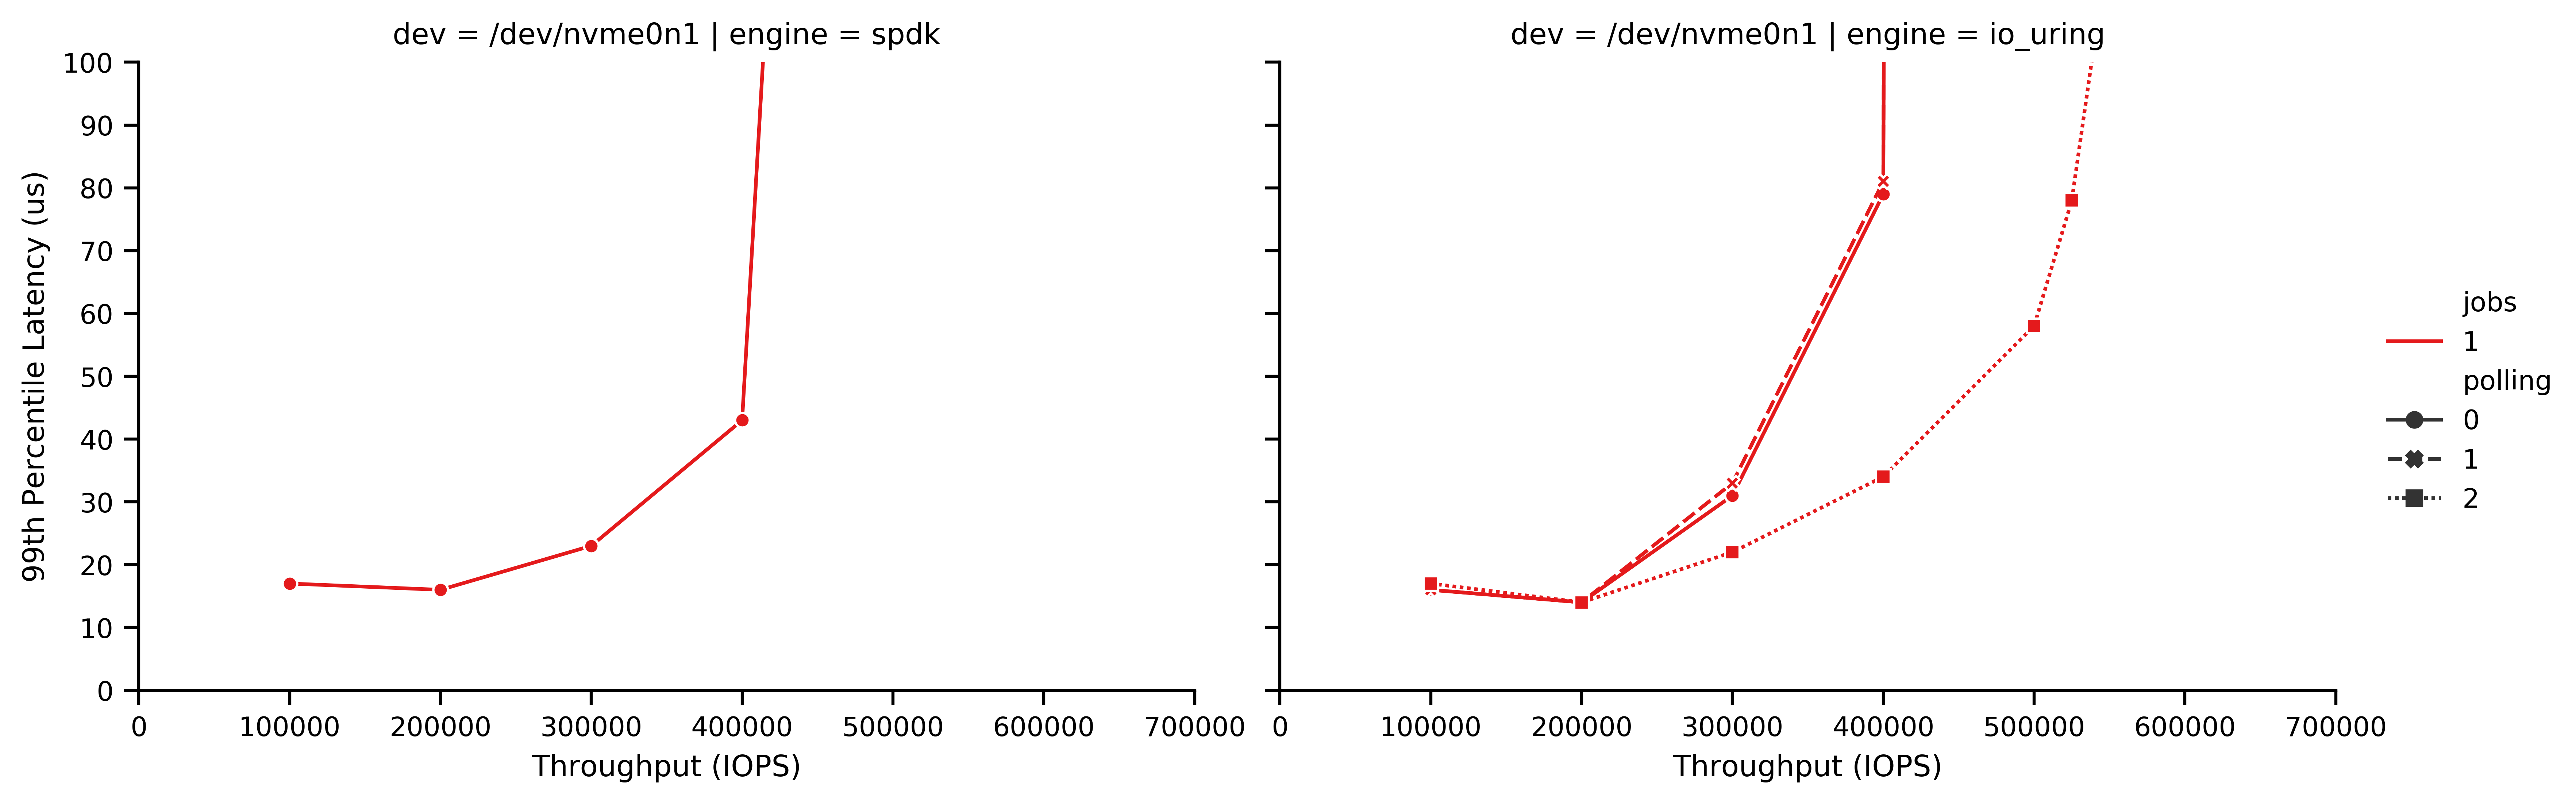 dev = /dev/nvme0n1 | engine = spdk
dev = /dev/nvme0n1 | engine = io_uring
99th Percentile Latency (us)
100
90
80
70
60
50
40
30
20
10
0
0 100000 200000 300000 400000 500000 600000 700000
Throughput (IOPS)
0 100000 200000 300000 400000 500000 600000 700000
Throughput (IOPS)
jobs
1
polling
0
1
2